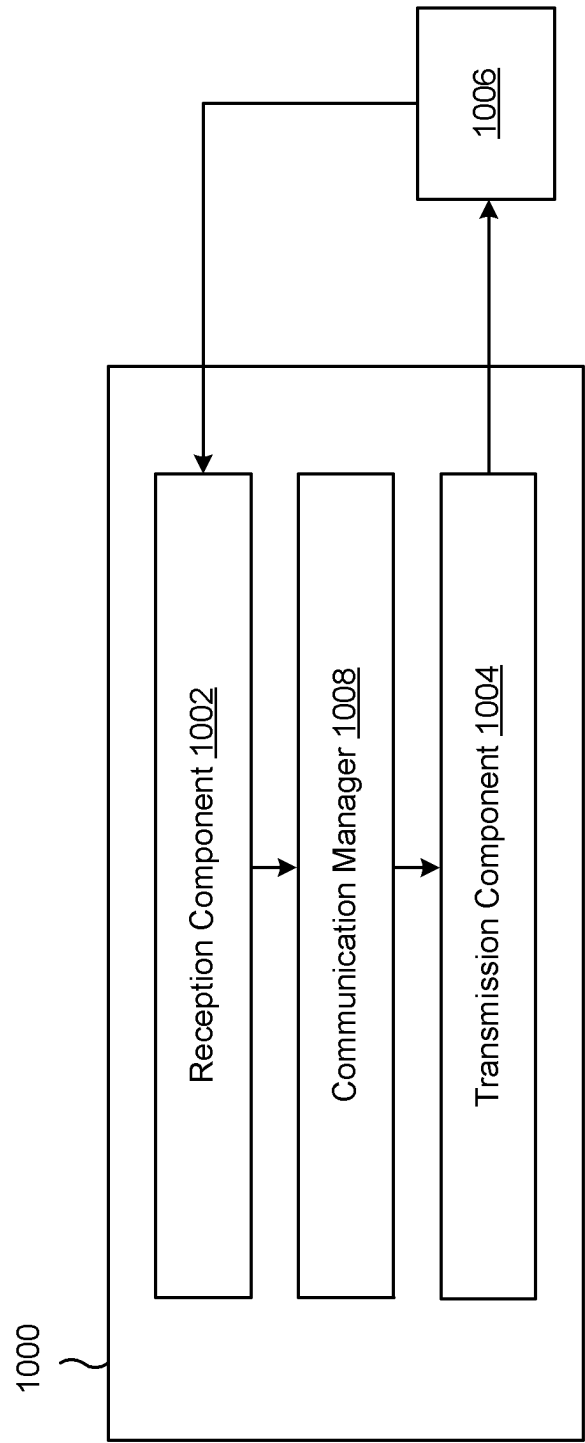 1000
Reception Component 1002
Communication Manager 1008
Transmission Component 1004
1006